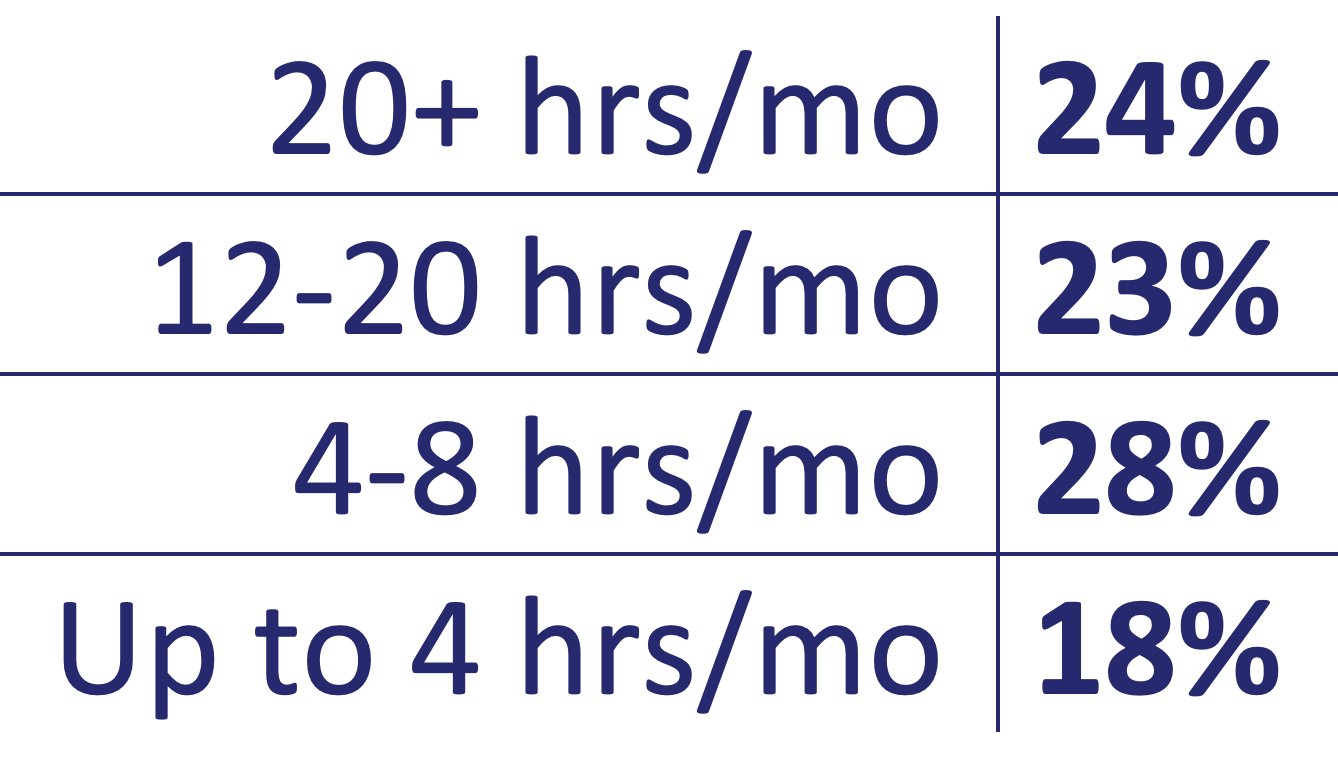 20+ hrs/mo 24%
12-20 hrs/mo 23%
4-8 hrs/mo 28%
Up to 4 hrs/mo 18%